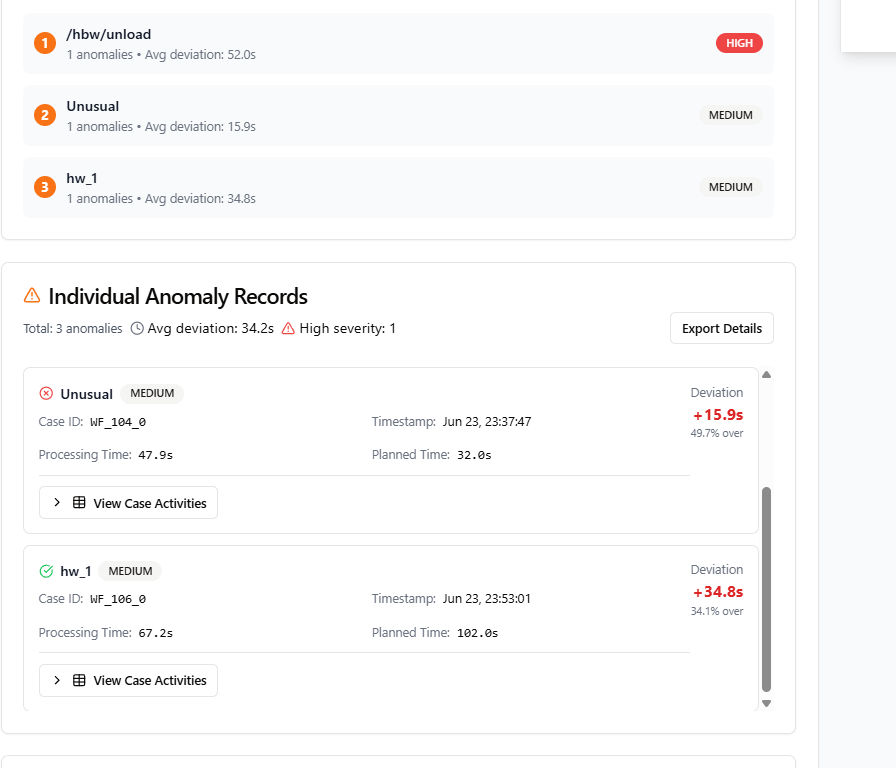 1
/hbw/unload
1 anomalies • Avg deviation: 52.0s
HIGH
2
Unusual
1 anomalies • Avg deviation: 15.9s
MEDIUM
3
hw_1
1 anomalies • Avg deviation: 34.8s
MEDIUM
Individual Anomaly Records
Total: 3 anomalies Avg deviation: 34.2s High severity: 1
Export Details
Unusual MEDIUM
Deviation
+15.9s
49.7% over
Case ID: WF_104_0 Timestamp: Jun 23, 23:37:47
Processing Time: 47.9s Planned Time: 32.0s
View Case Activities
hw_1 MEDIUM
Deviation
+34.8s
34.1% over
Case ID: WF_106_0 Timestamp: Jun 23, 23:53:01
Processing Time: 67.2s Planned Time: 102.0s
View Case Activities